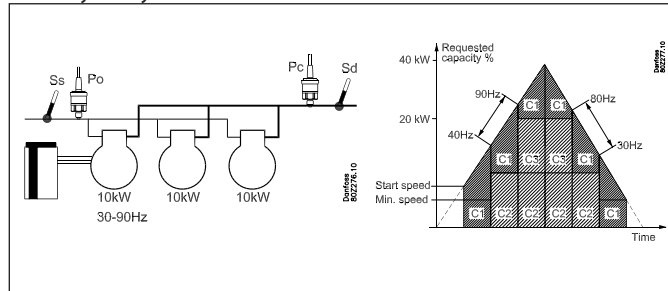 Ss
Po
Pc
Sd
10kW
10kW
10kW
30-90Hz
Danfoss
80Z276.10
Requested
capacity %
40 kW
20 kW
Start speed
Min. speed
90Hz
40Hz
80Hz
30Hz
C1 C1
C1 C3 C3 C1
C1 C2 C2 C2 C2 C1
Time
Danfoss
80Z277.10